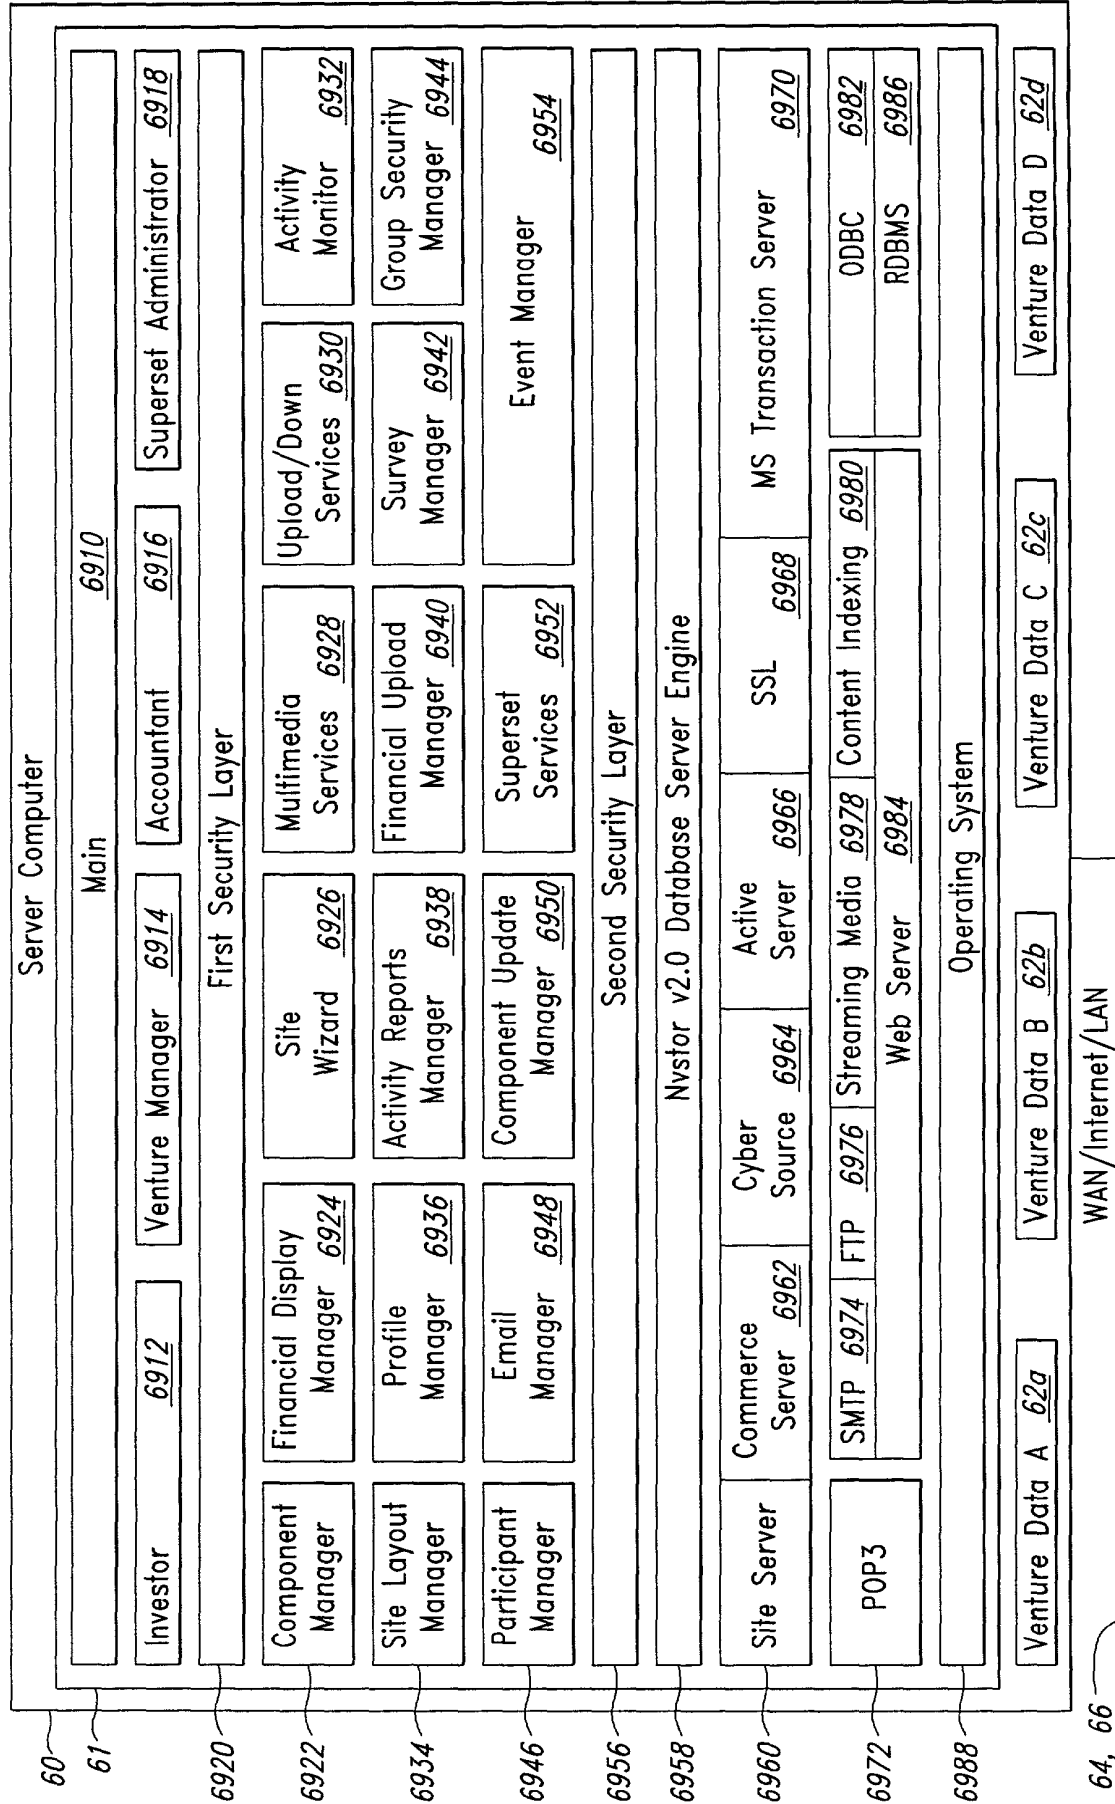 Server Computer
60
61
Main 6910
Investor 6912
Venture Manager 6914
Accountant 6916
Superset Administrator 6918
6920
First Security Layer
6922
Component
Manager
Financial Display
Manager 6924
Site
Wizard 6926
Multimedia
Services 6928
Upload/Down
Services 6930
Activity
Monitor 6932
6934
Site Layout
Manager
Profile
Manager 6936
Activity Reports
Manager 6938
Financial Upload
Manager 6940
Survey
Manager 6942
Group Security
Manager 6944
6946
Participant
Manager
Email
Manager 6948
Component Update
Manager 6950
Superset
Services 6952
Event Manager
6954
6956
Second Security Layer
6958
Nvstor v2.0 Database Server Engine
6960
Site Server
Commerce
Server 6962
Cyber
Source 6964
Active
Server 6966
SSL
6968
MS Transaction Server
6970
6972
POP3
SMTP 6974
FTP 6976
Streaming Media 6978
Content Indexing 6980
Web Server 6984
ODBC 6982
RDBMS 6986
6988
Operating System
Venture Data A 62a
Venture Data B 62b
Venture Data C 62c
Venture Data D 62d
64, 66
WAN/Internet/LAN